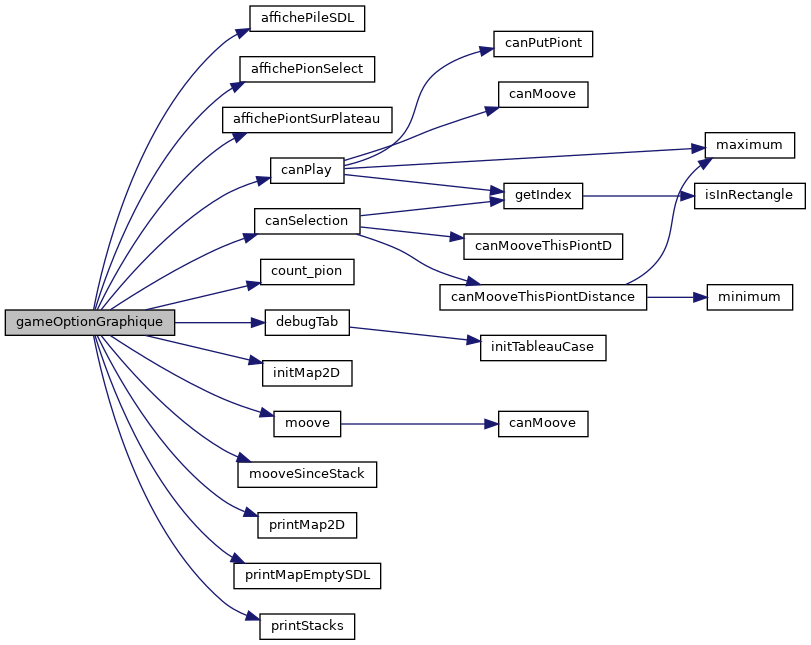 affichePileSDL
canPutPiont
affichePionSelect
canMoove
affichePiontSurPlateau
maximum
canPlay
getIndex
isInRectangle
canSelection
canMooveThisPiontD
count_pion
canMooveThisPiontDistance
minimum
gameOptionGraphique
debugTab
initTableauCase
initMap2D
moove
canMoove
mooveSinceStack
printMap2D
printMapEmptySDL
printStacks